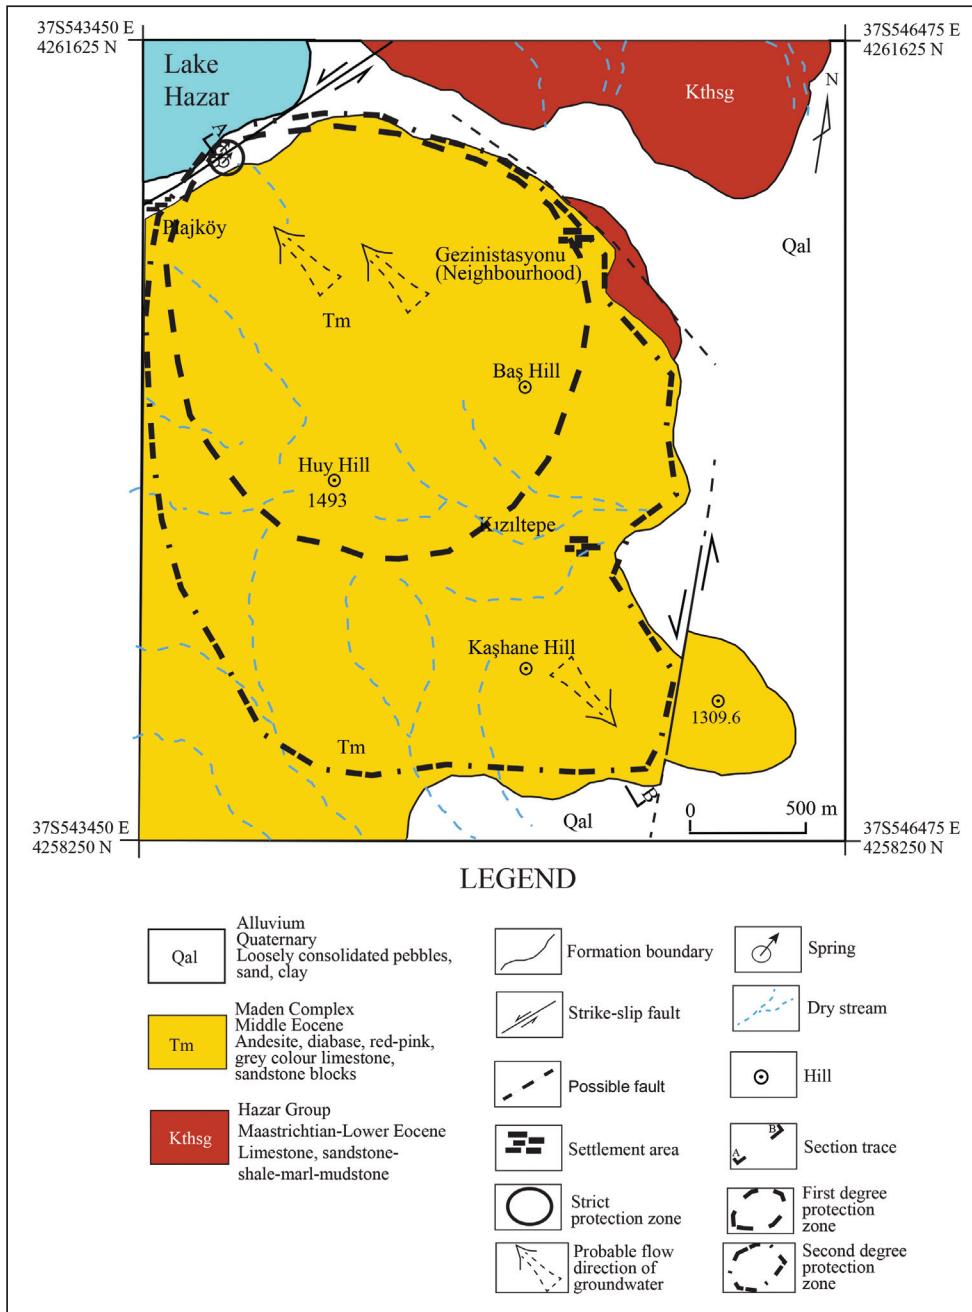 37S543450 E
4261625 N
37S546475 E
4261625 N
Lake
Hazar
Kthsg
N
A
Plajköy
Gezinistasyonu
(Neighbourhood)
Qal
Tm
Baş Hill
Huy Hill
1493
Kızıltepe
Kaşhane Hill
1309.6
Tm
B
Qal
0
500 m
37S543450 E
4258250 N
37S546475 E
4258250 N
LEGEND
Qal
Alluvium
Quaternary
Loosely consolidated pebbles,
sand, clay
Tm
Maden Complex
Middle Eocene
Andesite, diabase, red-pink,
grey colour limestone,
sandstone blocks
Kthsg
Hazar Group
Maastrichtian-Lower Eocene
Limestone, sandstone-
shale-marl-mudstone
Formation boundary
Strike-slip fault
Possible fault
Settlement area
Strict
protection zone
Probable flow
direction of
groundwater
Spring
Dry stream
Hill
A
B
Section trace
First degree
protection
zone
Second degree
protection
zone